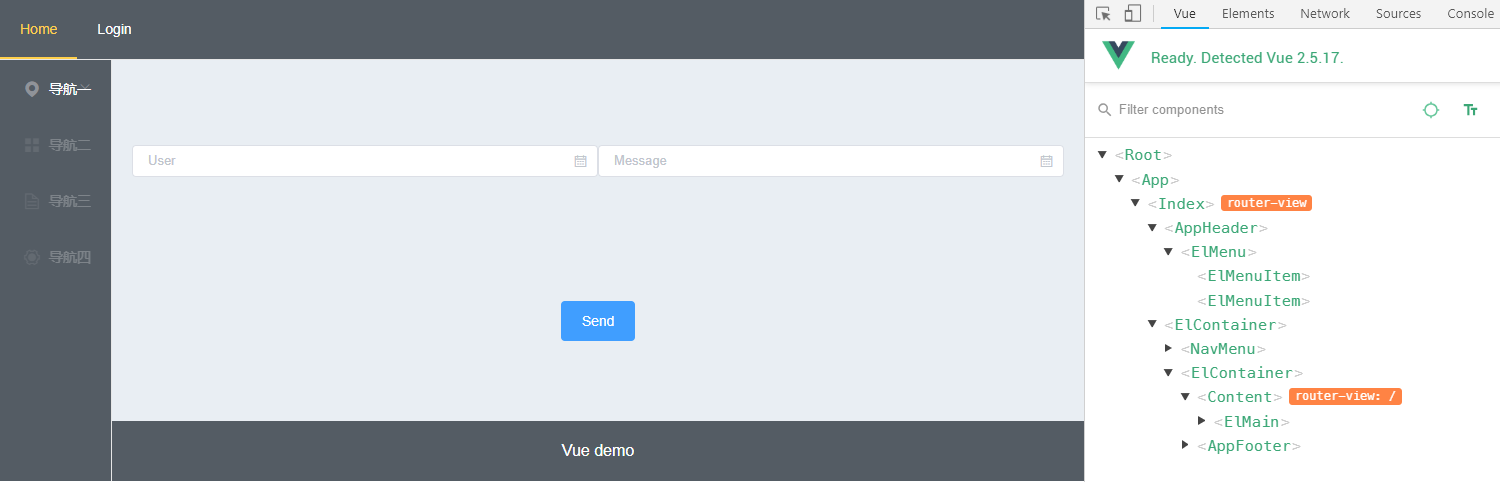 Home Login
导航一
导航二
导航三
导航四
User Message
Send
Vue demo
Vue Elements Network Sources Console
Ready. Detected Vue 2.5.17.
Filter components
<Root>
<App>
<Index> router-view
<AppHeader>
<ElMenu>
<ElMenuItem>
<ElMenuItem>
<ElContainer>
<NavMenu>
<ElContainer>
<Content> router-view: /
<ElMain>
<AppFooter>